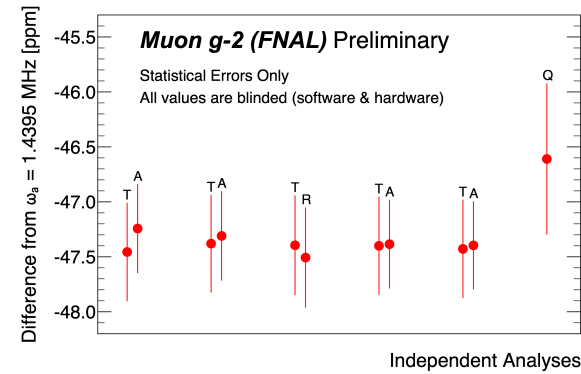 Muon g-2 (FNAL) Preliminary
Statistical Errors Only
All values are blinded (software & hardware)
Difference from ωa = 1.4395 MHz [ppm]
-45.5
-46.0
-46.5
-47.0
-47.5
-48.0
T A
T A
T R
T A
T A
Q
Independent Analyses